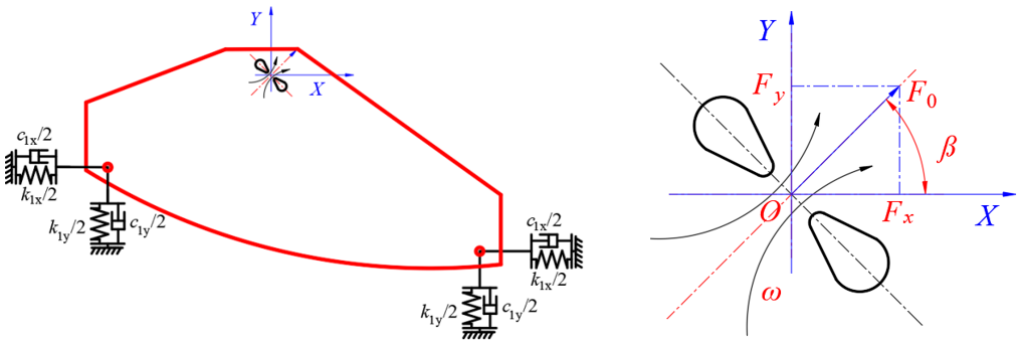 Y
X
c1x/2
k1x/2
k1y/2
c1y/2
c1x/2
k1x/2
k1y/2
c1y/2
Y
Fy
F0
β
O
Fx
X
ω